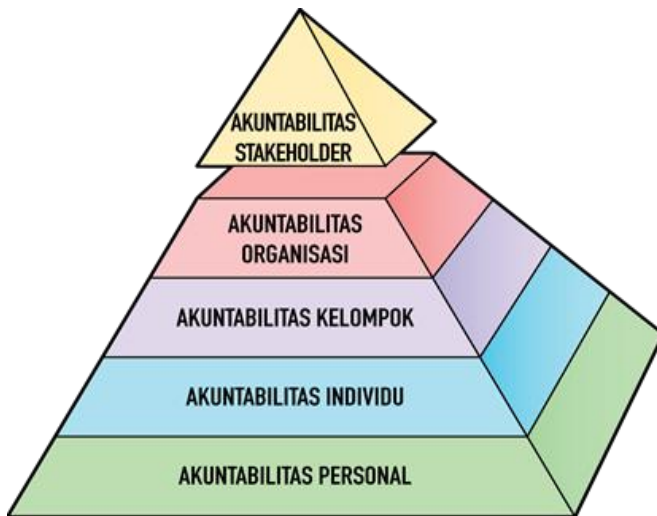 AKUNTABILITAS
STAKEHOLDER
AKUNTABILITAS
ORGANISASI
AKUNTABILITAS KELOMPOK
AKUNTABILITAS INDIVIDU
AKUNTABILITAS PERSONAL